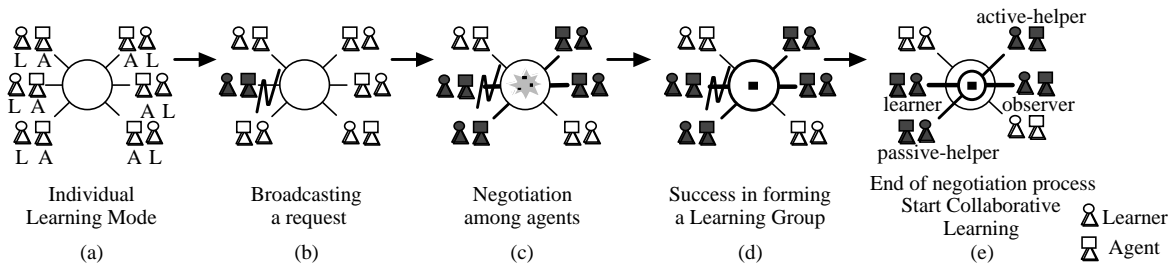 active-helper
L A A L
L A A L
learner observer
L A A L
passive-helper
Individual
Learning Mode
(a)
Broadcasting
a request
(b)
Negotiation
among agents
(c)
Success in forming
a Learning Group
(d)
End of negotiation process
Start Collaborative
Learning
(e)
Learner
Agent